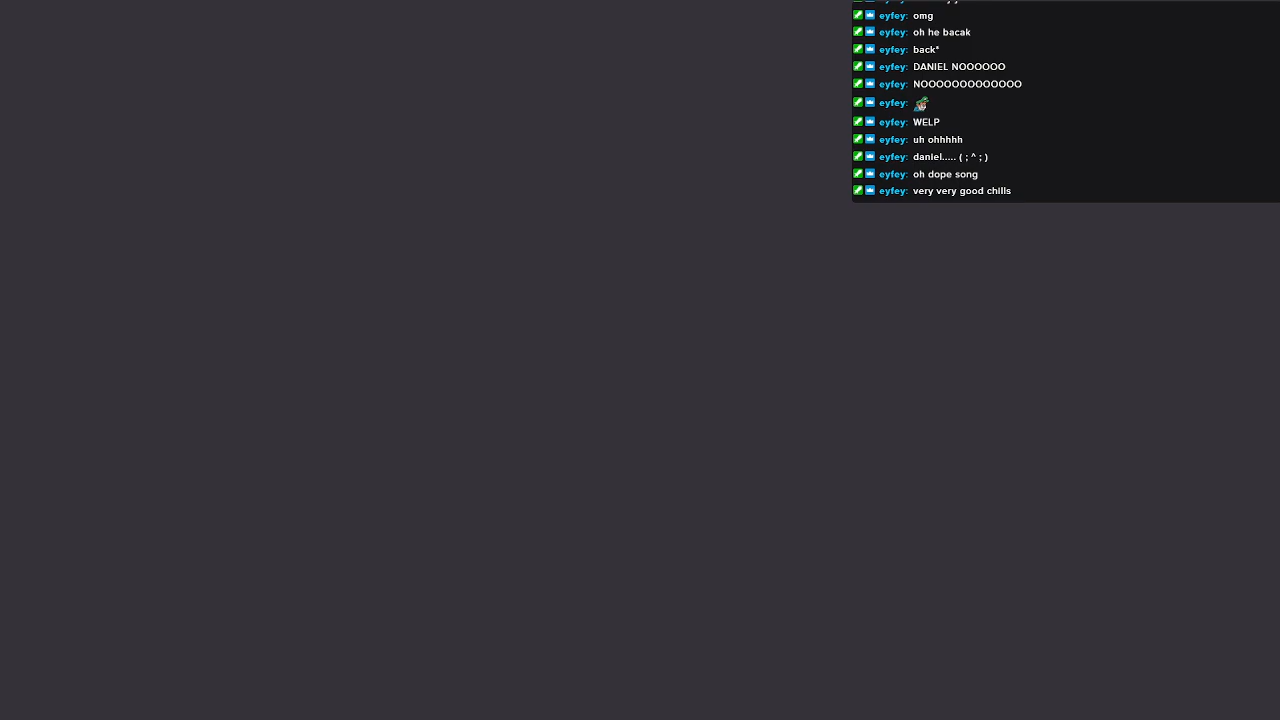 eyfey: omg
eyfey: oh he bacak
eyfey: back*
eyfey: DANIEL NOOOOOO
eyfey: NOOOOOOOOOOOOO
eyfey:
eyfey: WELP
eyfey: uh ohhhhh
eyfey: daniel..... ( ; ^ ; )
eyfey: oh dope song
eyfey: very very good chills